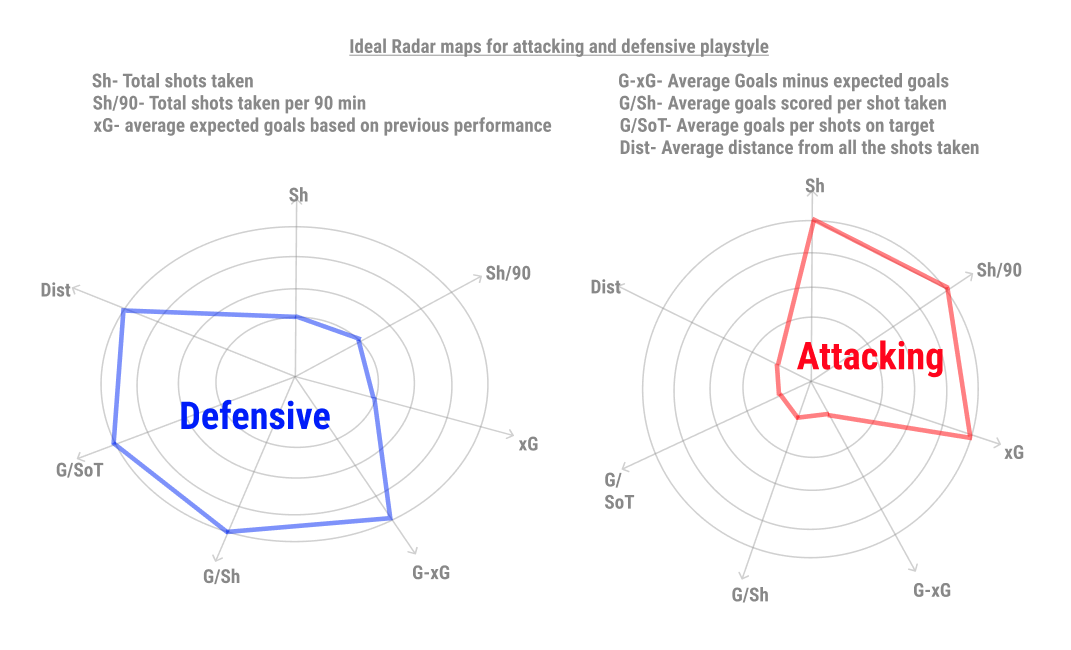 Ideal Radar maps for attacking and defensive playstyle
Sh- Total shots taken
Sh/90- Total shots taken per 90 min
xG- average expected goals based on previous performance
G-xG- Average Goals minus expected goals
G/Sh- Average goals scored per shot taken
G/SoT- Average goals per shots on target
Dist- Average distance from all the shots taken
Sh
Sh/90
xG
G-xG
G/Sh
G/SoT
Dist
Defensive
Sh
Sh/90
xG
G-xG
G/Sh
G/
SoT
Dist
Attacking